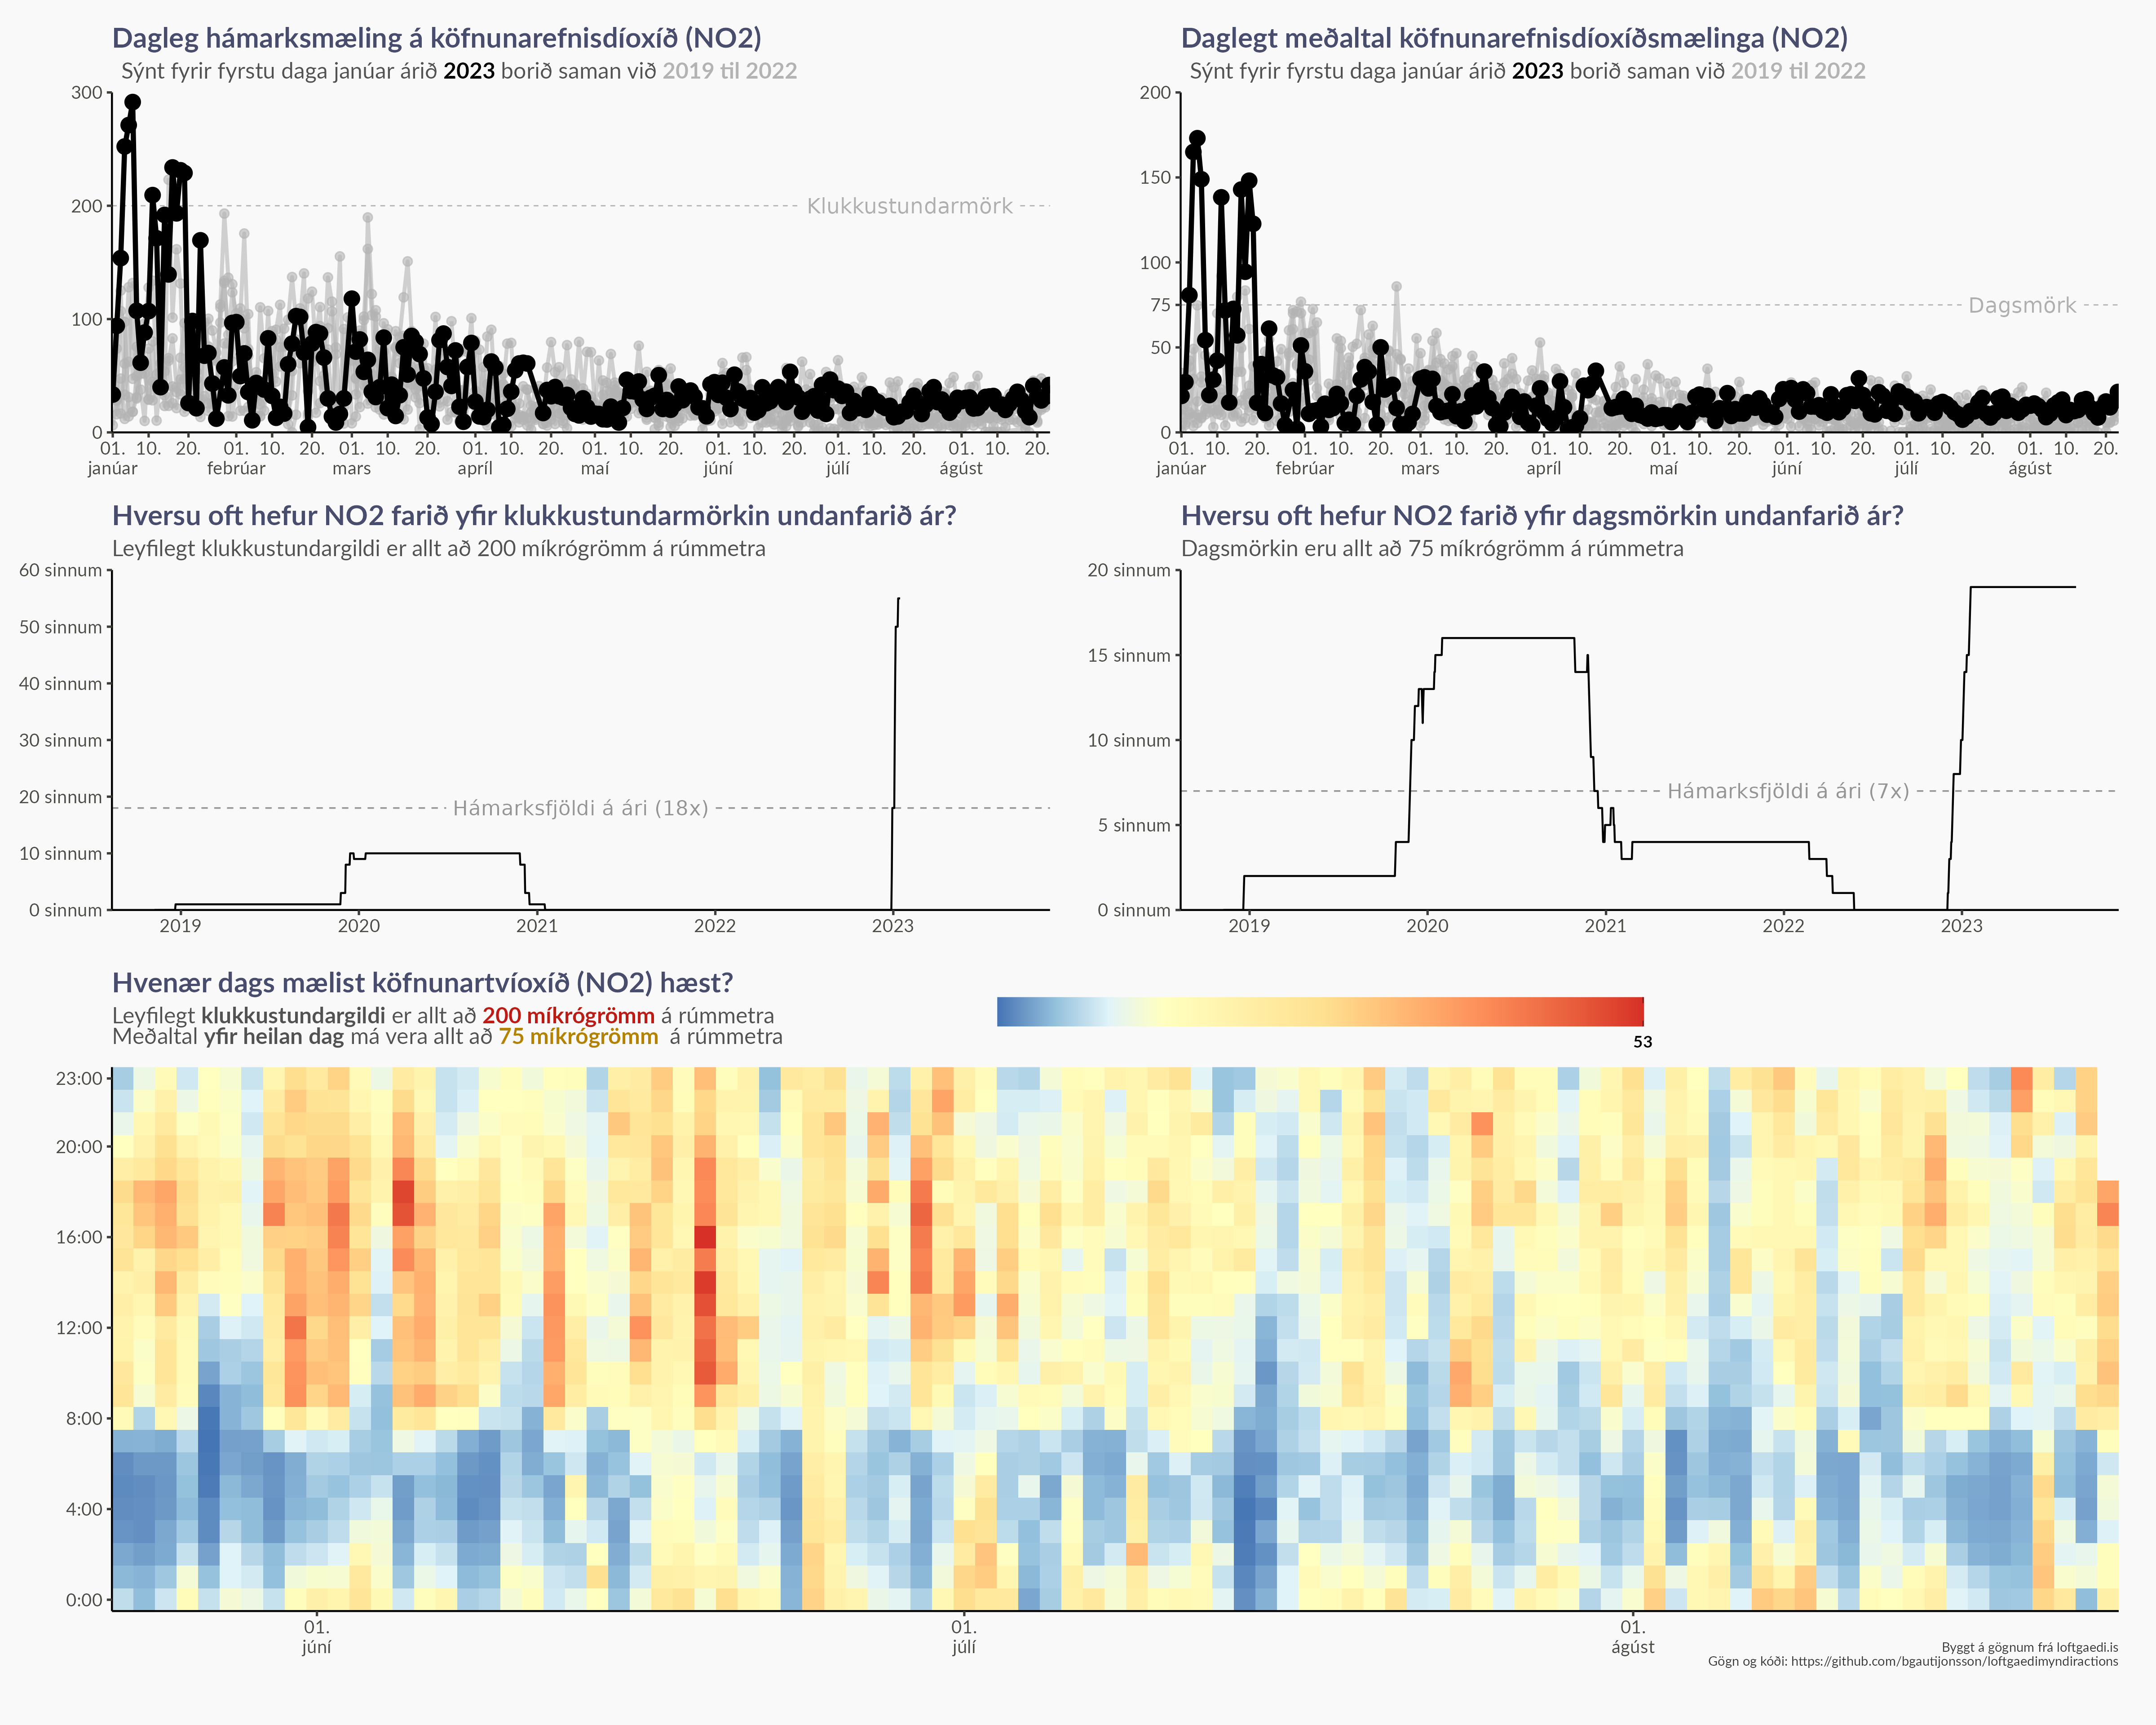 Dagleg hámarksmæling á köfnunarefnisdíoxíð (NO2)
Sýnt fyrir fyrstu daga janúar árið 2023 borið saman við 2019 til 2022
300
200
100
0
Klukkustundarmörk
01. 10. 20. 01. 10. 20. 01. 10. 20. 01. 10. 20. 01. 10. 20. 01. 10. 20. 01. 10. 20. 01. 10. 20.
janúar febrúar mars apríl maí júní júlí ágúst
Daglegt meðaltal köfnunarefnisdíoxíðsmælinga (NO2)
Sýnt fyrir fyrstu daga janúar árið 2023 borið saman við 2019 til 2022
200
150
100
75
50
0
Dagsmörk
01. 10. 20. 01. 10. 20. 01. 10. 20. 01. 10. 20. 01. 10. 20. 01. 10. 20. 01. 10. 20. 01. 10. 20.
janúar febrúar mars apríl maí júní júlí ágúst
Hversu oft hefur NO2 farið yfir klukkustundarmörkin undanfarið ár?
Leyfilegt klukkustundargildi er allt að 200 míkrógrömm á rúmmetra
60 sinnum
50 sinnum
40 sinnum
30 sinnum
20 sinnum
10 sinnum
0 sinnum
Hámarksfjöldi á ári (18x)
2019 2020 2021 2022 2023
Hversu oft hefur NO2 farið yfir dagsmörkin undanfarið ár?
Dagsmörkin eru allt að 75 míkrógrömm á rúmmetra
20 sinnum
15 sinnum
10 sinnum
5 sinnum
0 sinnum
Hámarksfjöldi á ári (7x)
2019 2020 2021 2022 2023
Hvenær dags mælist köfnunartvíoxíð (NO2) hæst?
Leyfilegt klukkustundargildi er allt að 200 míkrógrömm á rúmmetra
Meðaltal yfir heilan dag má vera allt að 75 míkrógrömm á rúmmetra
53
23:00
20:00
16:00
12:00
8:00
4:00
0:00
01. 01. 01.
júní júlí ágúst
Byggt á gögnum frá loftgaedi.is
Gögn og kóði: https://github.com/bgautijonsson/loftgaedimyndiractions